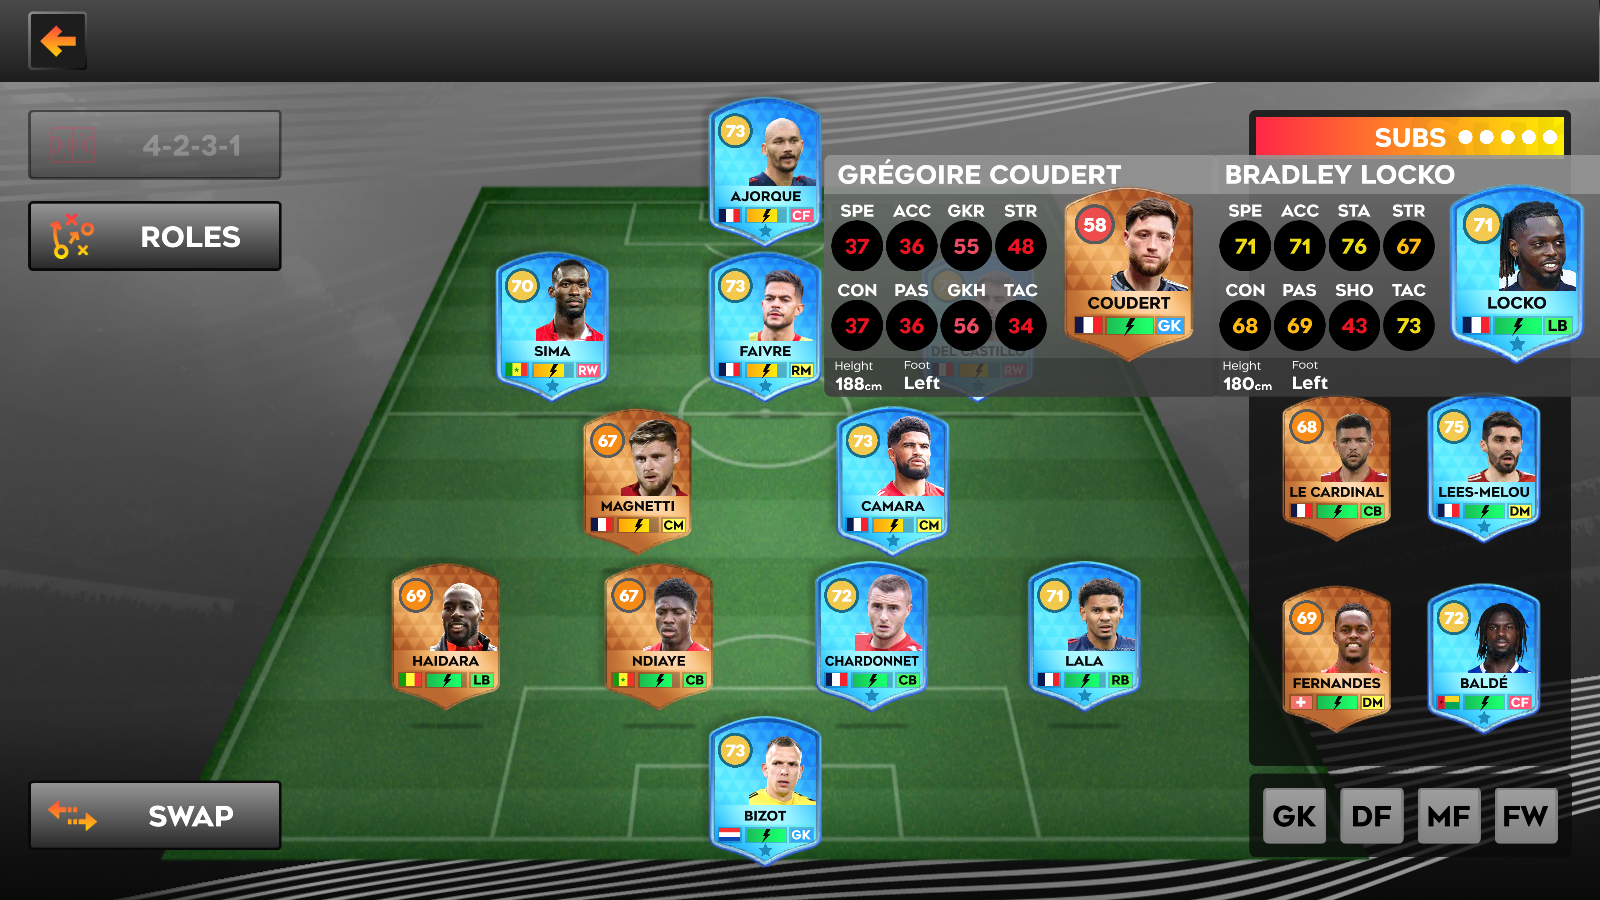 4-2-3-1
ROLES
SWAP
73
AJORQUE
CF
70
SIMA
RW
73
FAIVRE
RM
DEL CASTILLO
RW
67
MAGNETTI
CM
73
CAMARA
CM
69
HAIDARA
LB
67
NDIAYE
CB
72
CHARDONNET
CB
71
LALA
RB
73
BIZOT
GK
GRÉGOIRE COUDERT
SPE ACC GKR STR
37 36 55 48
CON PAS GKH TAC
37 36 56 34
Height Foot
188cm Left
58
COUDERT
GK
SUBS
BRADLEY LOCKO
SPE ACC STA STR
71 71 76 67
CON PAS SHO TAC
68 69 43 73
Height Foot
180cm Left
71
LOCKO
LB
68
LE CARDINAL
CB
75
LEES-MELOU
DM
69
FERNANDES
DM
72
BALDÉ
CF
GK DF MF FW